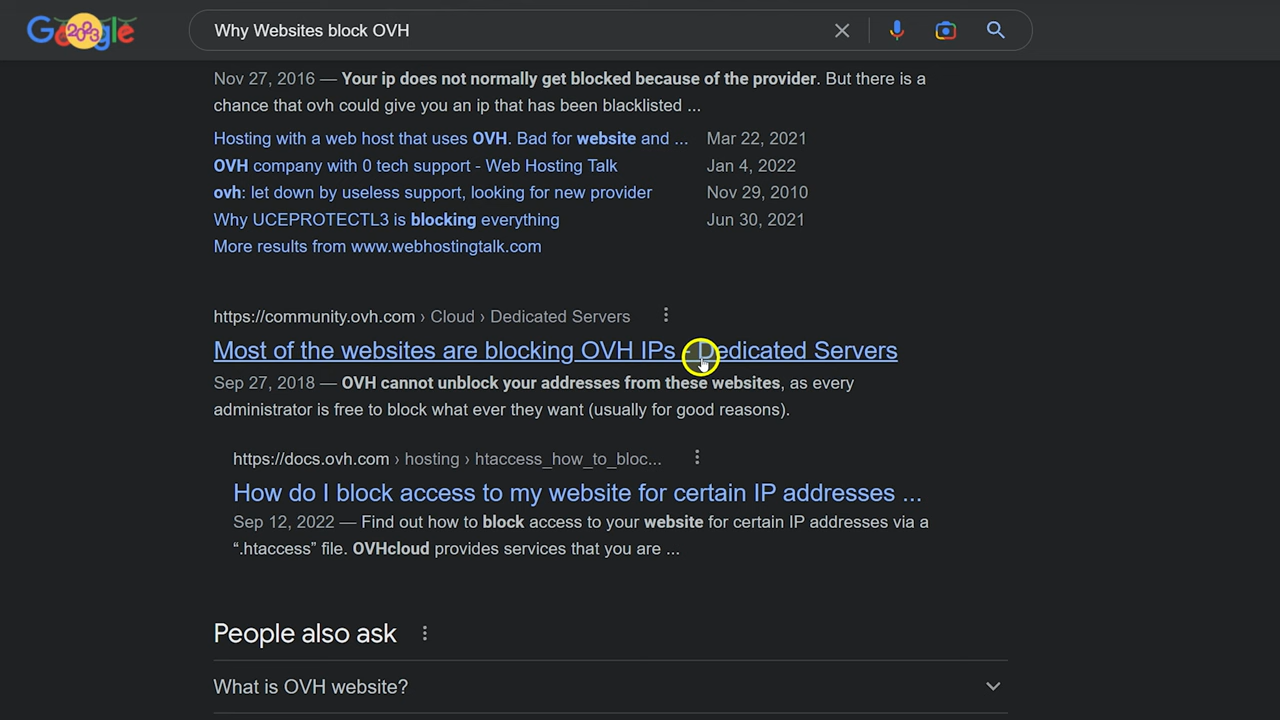 Google
2023
Why Websites block OVH
Nov 27, 2016 — Your ip does not normally get blocked because of the provider. But there is a
chance that ovh could give you an ip that has been blacklisted ...
Hosting with a web host that uses OVH. Bad for website and ... Mar 22, 2021
OVH company with 0 tech support - Web Hosting Talk Jan 4, 2022
ovh: let down by useless support, looking for new provider Nov 29, 2010
Why UCEPROTECTL3 is blocking everything Jun 30, 2021
More results from www.webhostingtalk.com
https://community.ovh.com › Cloud › Dedicated Servers
Most of the websites are blocking OVH IPs - Dedicated Servers
Sep 27, 2018 — OVH cannot unblock your addresses from these websites, as every
administrator is free to block what ever they want (usually for good reasons).
https://docs.ovh.com › hosting › htaccess_how_to_bloc...
How do I block access to my website for certain IP addresses ...
Sep 12, 2022 — Find out how to block access to your website for certain IP addresses via a
“.htaccess” file. OVHcloud provides services that you are ...
People also ask
What is OVH website?